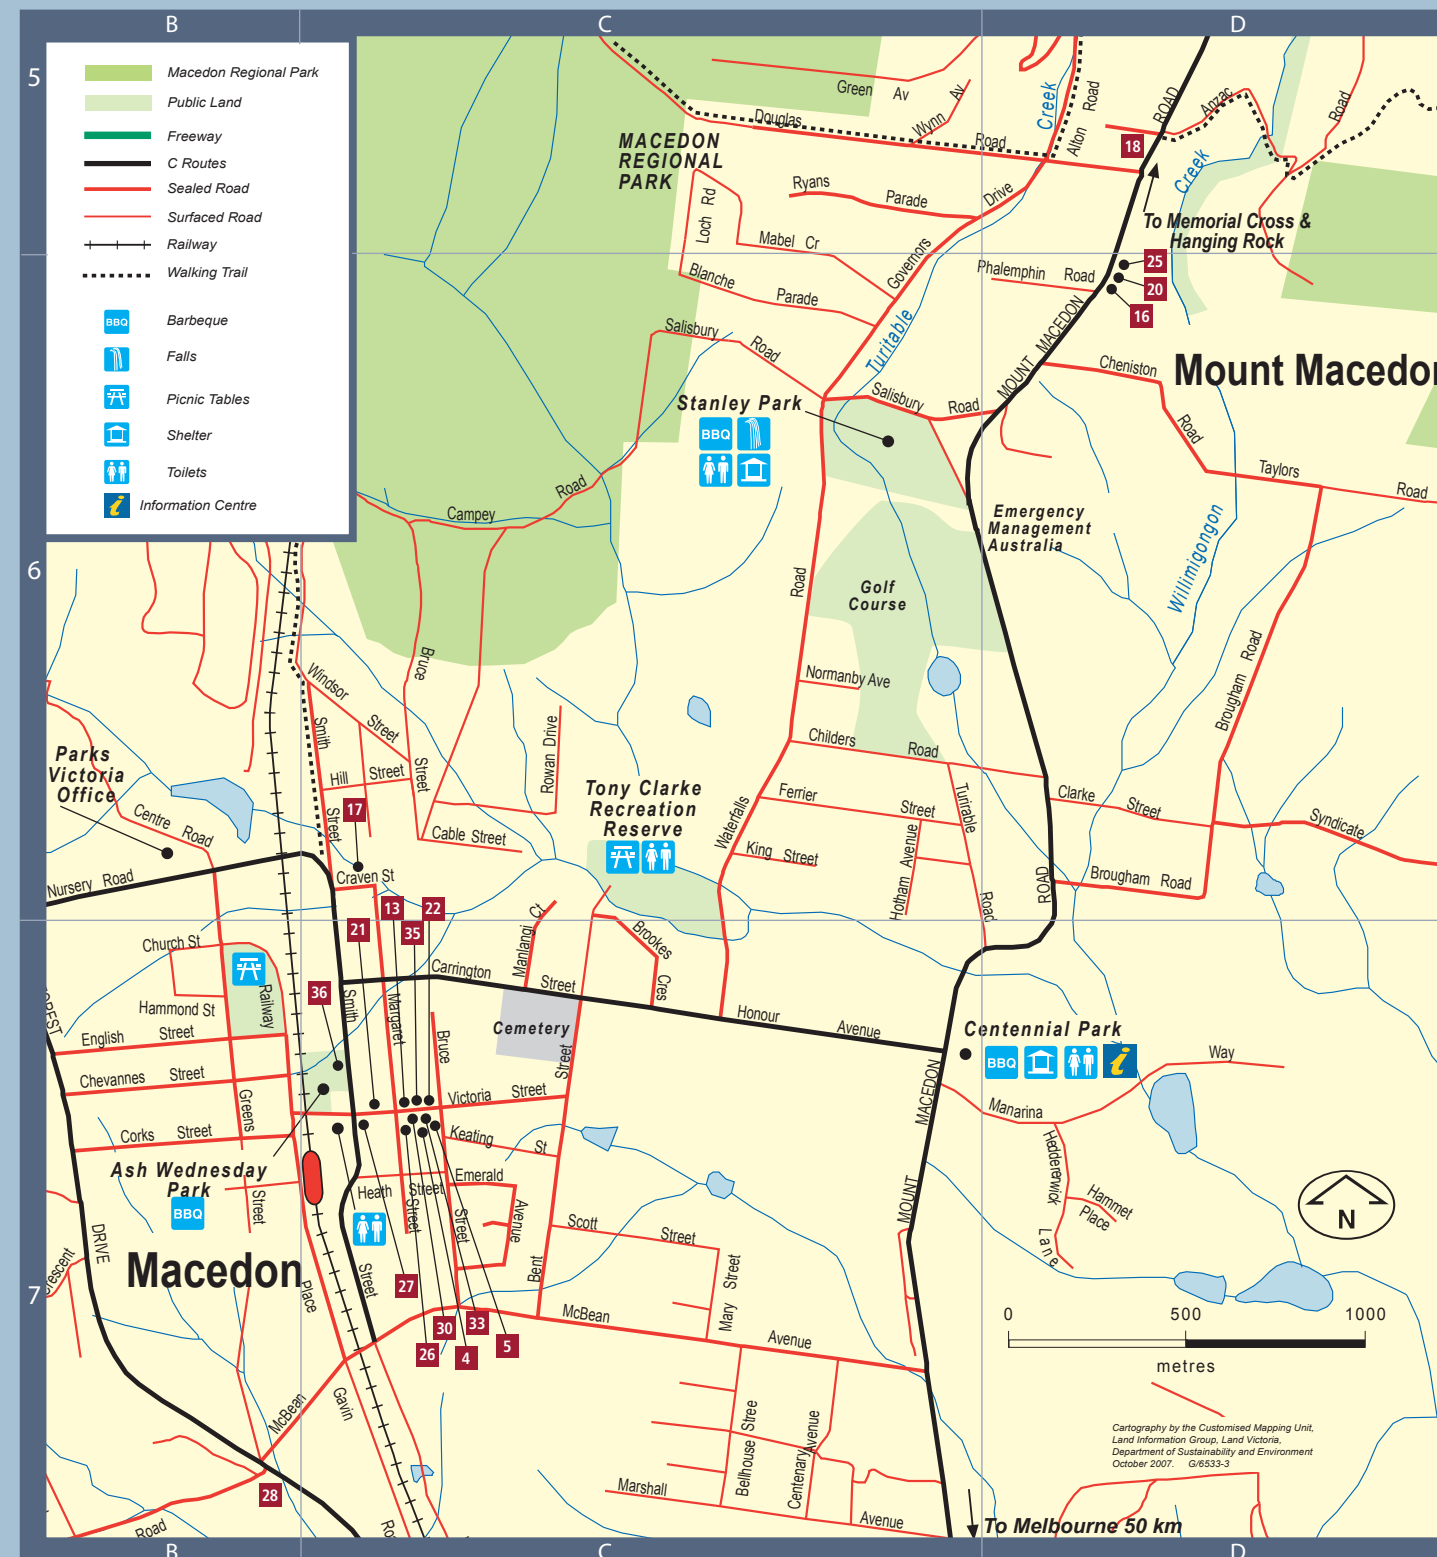 B
C
D
5
6
7
Macedon Regional Park
Public Land
Freeway
C Routes
Sealed Road
Surfaced Road
Railway
Walking Trail
BBQ
Barbeque
Falls
Picnic Tables
Shelter
Toilets
i
Information Centre
Green Av
Wynn Av
Douglas Road
Creek
Alton Road
ROAD
Anzac
Road
18
MACEDON
REGIONAL
PARK
Ryans Parade
Drive
Creek
Loch Rd
Mabel Cr
Governors
To Memorial Cross &
Hanging Rock
Blanche Parade
Phalemphin Road
25
20
16
Turitable
MOUNT MACEDON
Salisbury Road
Cheniston
Road
Mount Macedon
Stanley Park
BBQ
Salisbury Road
Taylors Road
Campey Road
Emergency
Management
Australia
Willimigongon
Road
Golf
Course
Bruce
Street
Windsor Street
Normanby Ave
Brougham Road
Smith
Street
Rowan Drive
Childers Road
Parks
Victoria
Office
Hill Street
Tony Clarke
Recreation
Reserve
Ferrier Street
Turirable
Road
Clarke Street
Syndicate
Centre Road
17
Cable Street
Waterfalls
King Street
Hotham Avenue
Nursery Road
Craven St
ROAD
Brougham Road
13
22
21
35
Manlangi Ct
Brookes
Cres
Church St
Carrington Street
36
Railway
Hammond St
Smith
Margaret
Bruce
Cemetery
Honour Avenue
Centennial Park
BBQ
i
FOREST
English Street
Chevannes Street
Greens
Street
Victoria Street
Street
MACEDON
Way
Manarina
Corks Street
Keating St
Hedderewick
Lane
Hammet
Place
Ash Wednesday
Park
BBQ
Emerald
Avenue
Heath Street
Street
Street
MOUNT
N
DRIVE
Macedon
Scott Street
Crescent
Place
Street
27
Bent
Mary Street
30
33
26
4
5
McBean Avenue
0 500 1000
metres
McBean
Gavin
Bellhouse Stree
Centenary Avenue
Cartography by the Customised Mapping Unit,
Land Information Group, Land Victoria,
Department of Sustainability and Environment
October 2007. G/6533-3
28
Marshall Avenue
Road
To Melbourne 50 km
B
C
D